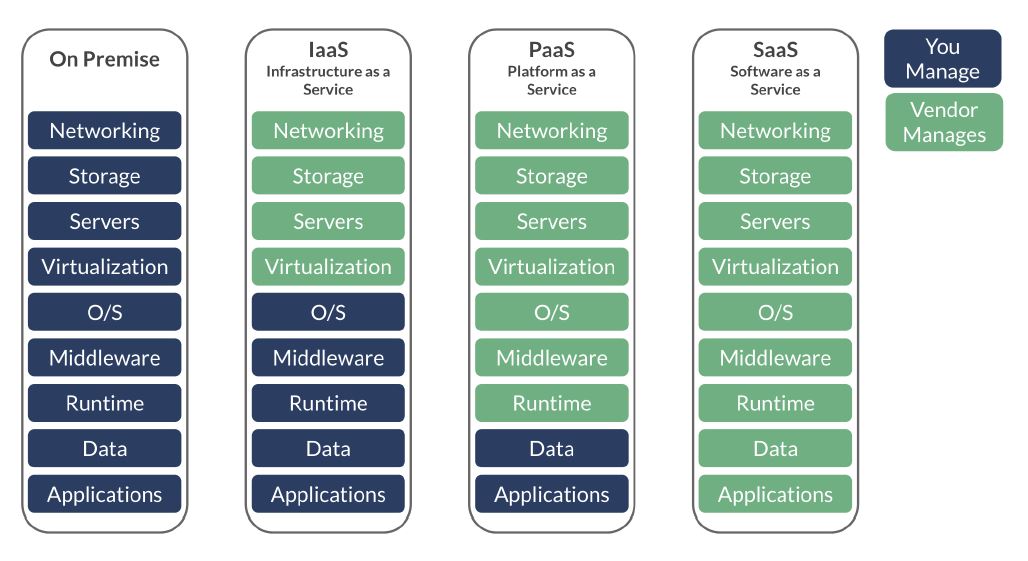 On Premise
Networking
Storage
Servers
Virtualization
O/S
Middleware
Runtime
Data
Applications
IaaS
Infrastructure as a
Service
Networking
Storage
Servers
Virtualization
O/S
Middleware
Runtime
Data
Applications
PaaS
Platform as a
Service
Networking
Storage
Servers
Virtualization
O/S
Middleware
Runtime
Data
Applications
SaaS
Software as a
Service
Networking
Storage
Servers
Virtualization
O/S
Middleware
Runtime
Data
Applications
You
Manage
Vendor
Manages